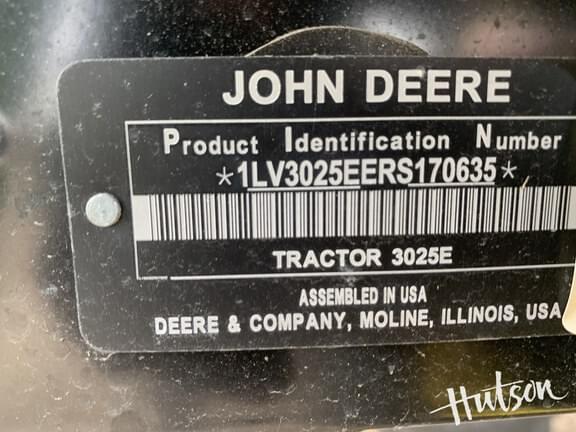 JOHN DEERE
Product Identification Number
*1LV3025EERS170635*
TRACTOR 3025E
ASSEMBLED IN USA
DEERE & COMPANY, MOLINE, ILLINOIS, USA
Hutson